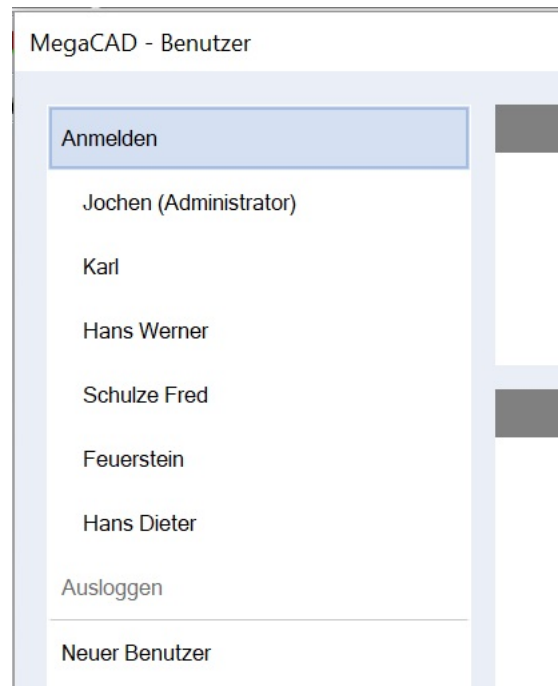 MegaCAD - Benutzer
Anmelden
Jochen (Administrator)
Karl
Hans Werner
Schulze Fred
Feuerstein
Hans Dieter
Ausloggen
Neuer Benutzer